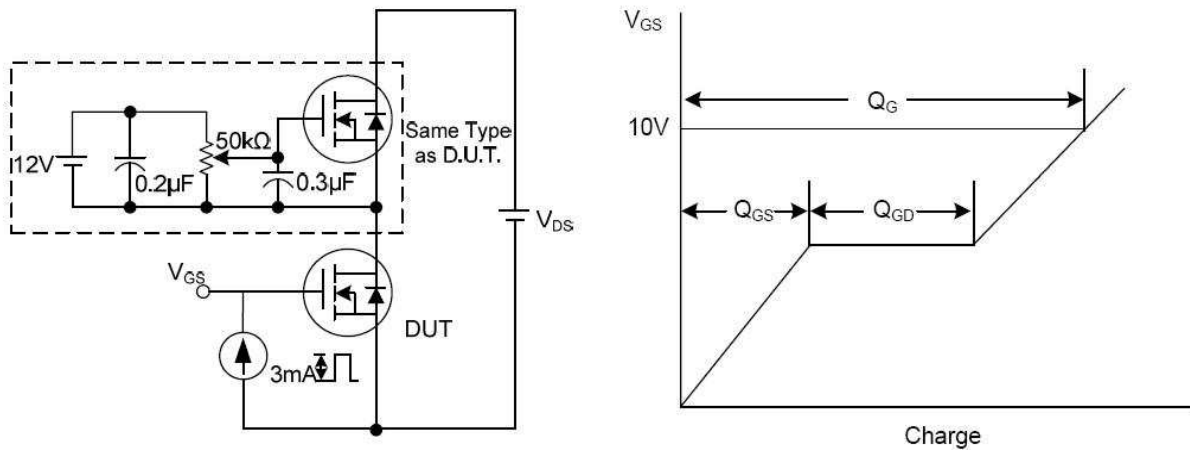 12V
0.2μF
50kΩ
0.3μF
Same Type
as D.U.T.
V_DS
V_GS
DUT
3mA
V_GS
10V
Q_G
Q_GS
Q_GD
Charge